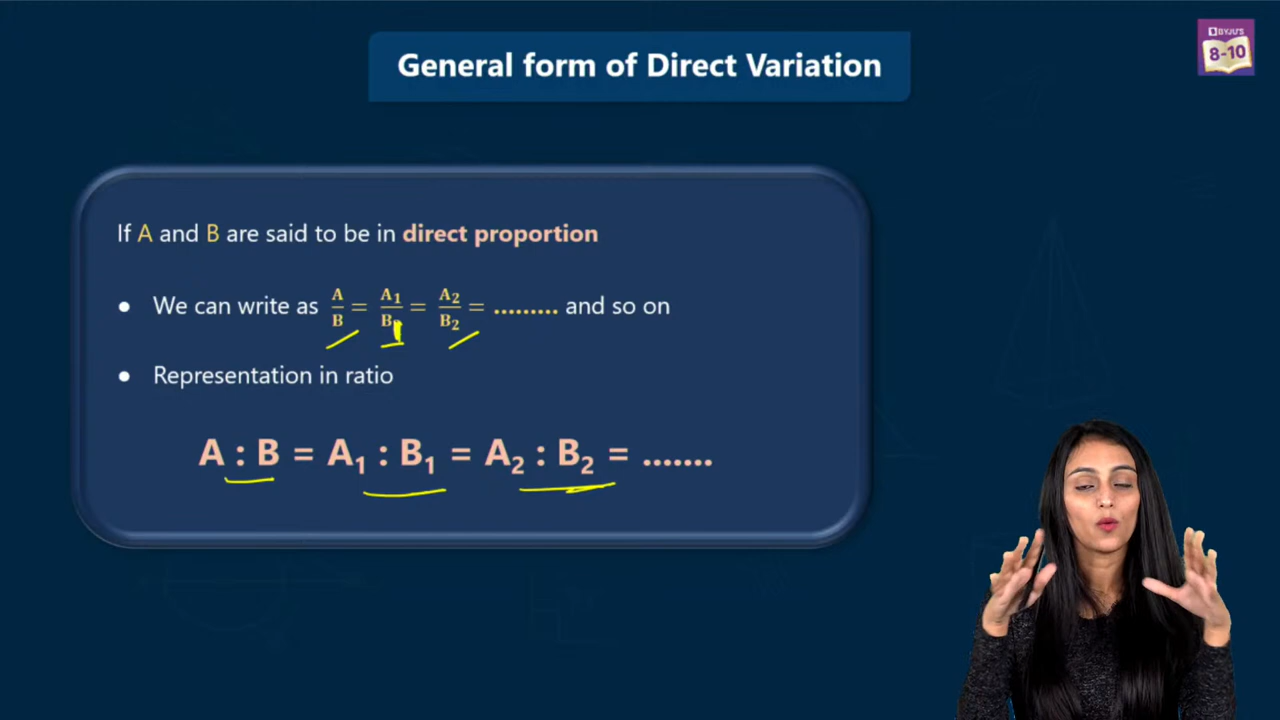 General form of Direct Variation
BYJU'S
8-10
If A and B are said to be in direct proportion
• We can write as A/B = A₁/B₁ = A₂/B₂ = ......... and so on
• Representation in ratio
A : B = A₁ : B₁ = A₂ : B₂ = .......